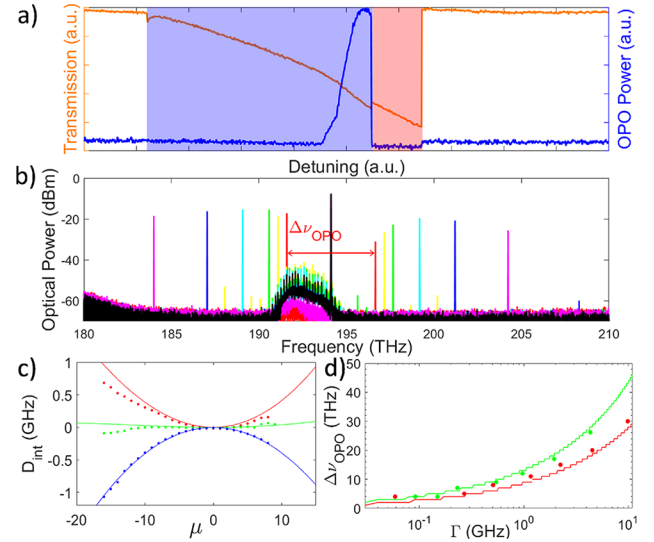 a)
Transmission (a.u.)
OPO Power (a.u.)
Detuning (a.u.)
b)
Optical Power (dBm)
0
-20
-40
-60
Δν_OPO
180 185 190 195 200 205 210
Frequency (THz)
c)
D_int (GHz)
1
0.5
0
-0.5
-1
-20 -10 0 10
μ
d)
Δν_OPO (THz)
50
40
30
20
10
0
10^-1 10^0 10^1
Γ (GHz)